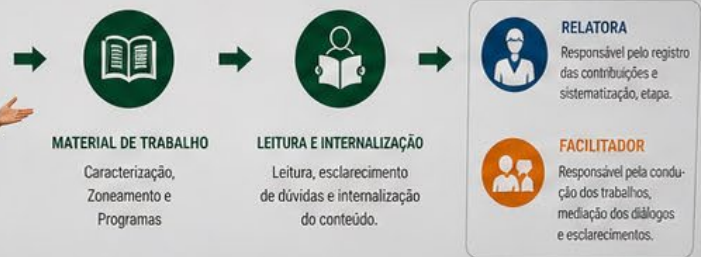 MATERIAL DE TRABALHO
Caracterização,
Zoneamento e
Programas
LEITURA E INTERNALIZAÇÃO
Leitura, esclarecimento
de dúvidas e internalização
do conteúdo.
RELATORA
Responsável pelo registro
das contribuições e
sistematização, etapa.
FACILITADOR
Responsável pela condu-
ção dos trabalhos,
mediação dos diálogos
e esclarecimentos.